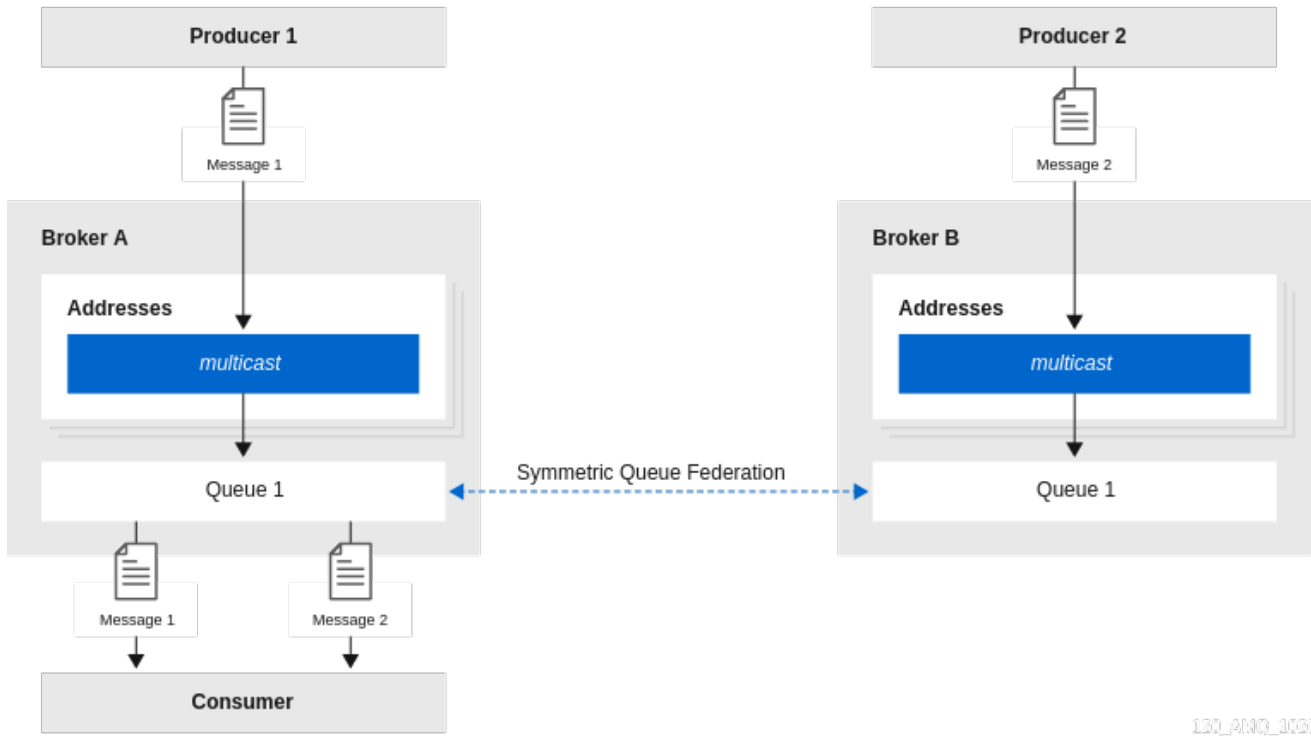 Producer 1
Producer 2
Message 1
Message 2
Broker A
Broker B
Addresses
Addresses
multicast
multicast
Symmetric Queue Federation
Queue 1
Queue 1
Message 1
Message 2
Consumer